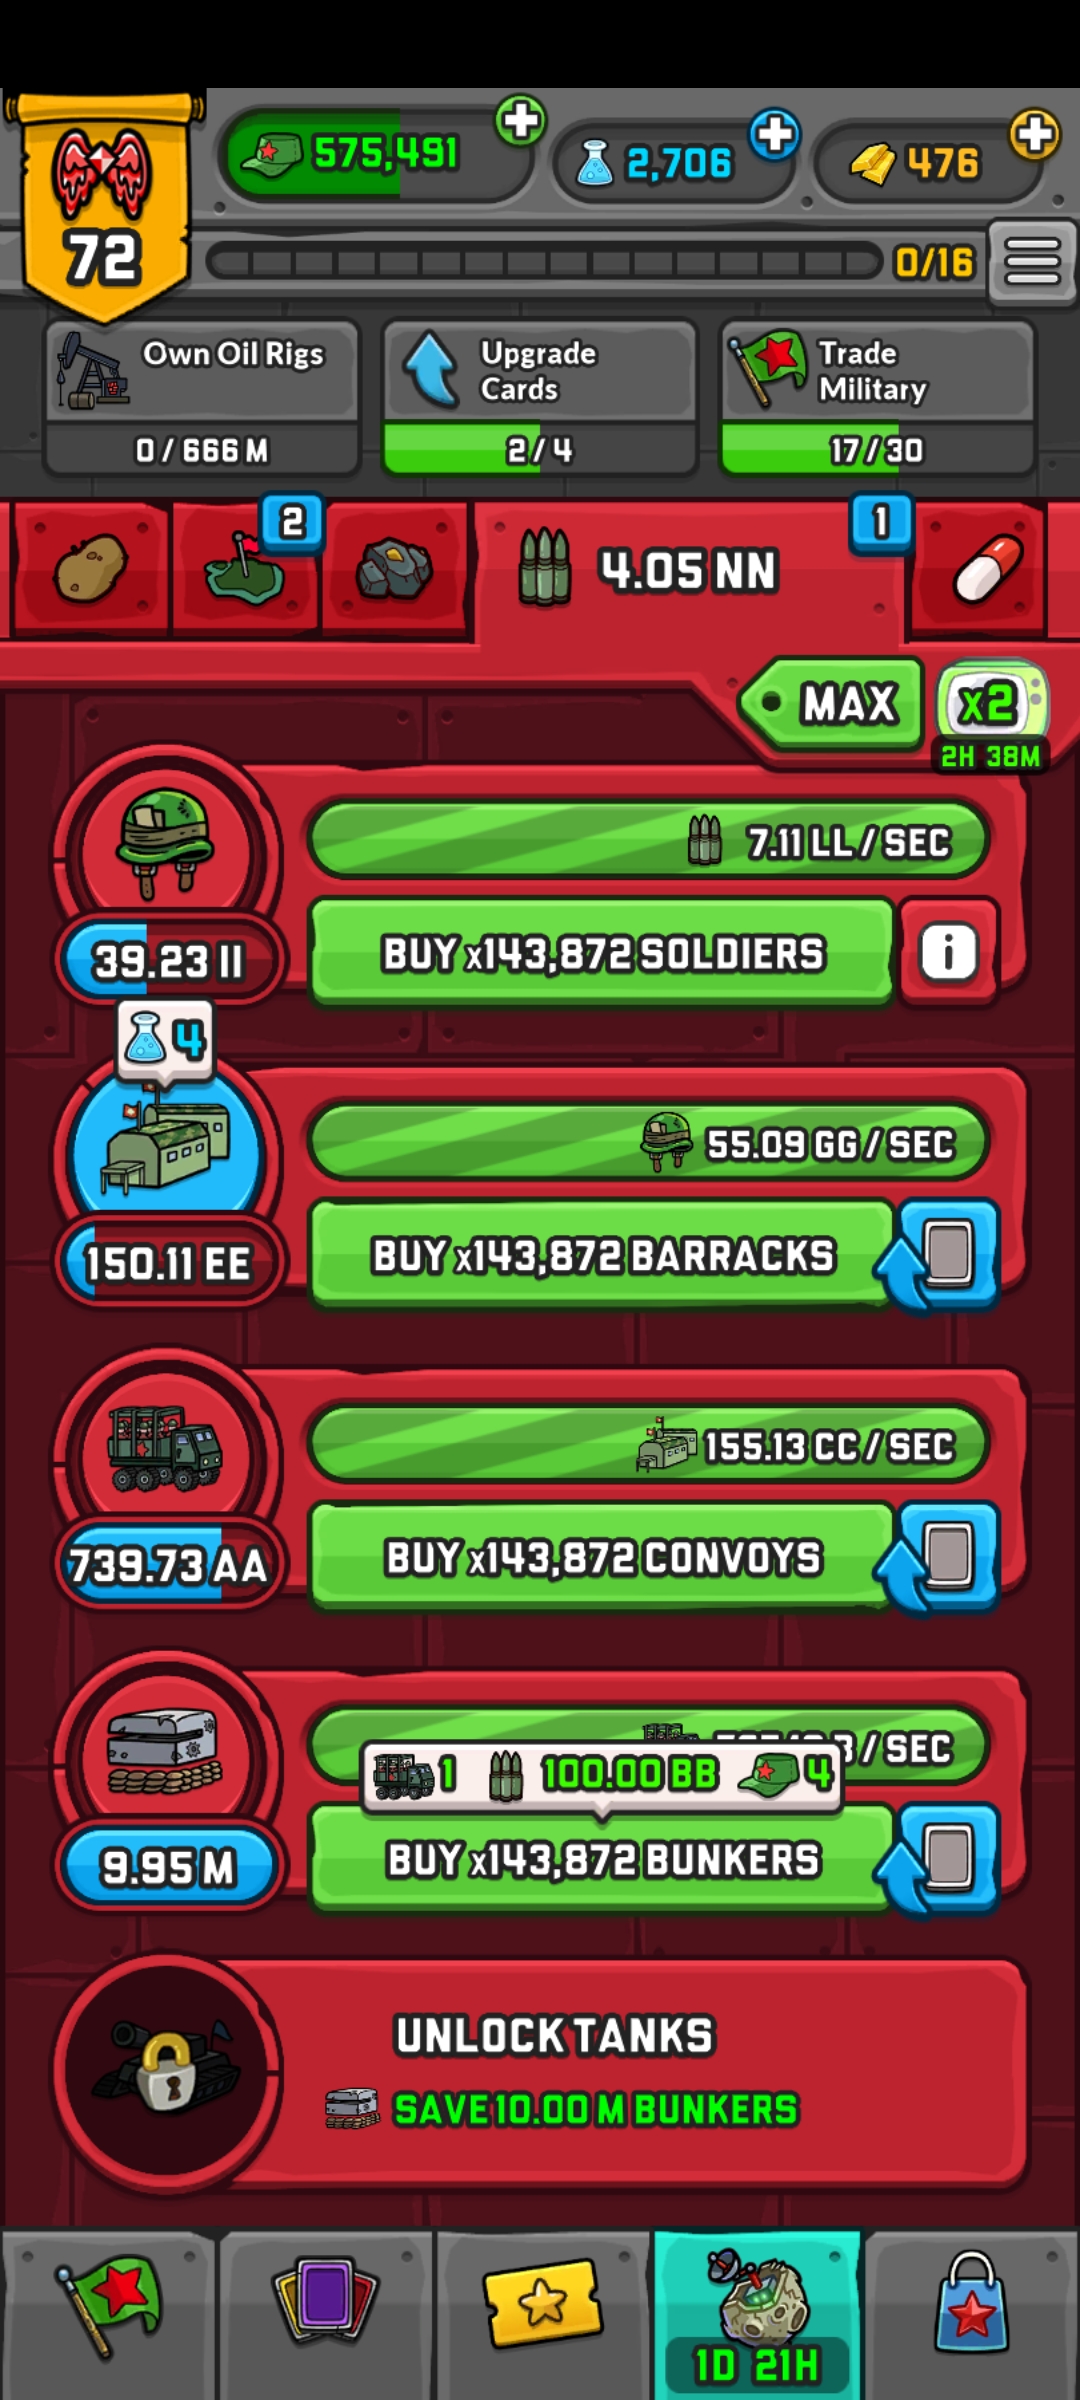 575,491
2,706
476
72
0/16
Own Oil Rigs
0 / 666 M
Upgrade
Cards
2 / 4
Trade
Military
17 / 30
2
4.05 NN
1
MAX
x2
2H 38M
7.11 LL / SEC
39.23 II
BUY x143,872 SOLDIERS
i
4
55.09 GG / SEC
150.11 EE
BUY x143,872 BARRACKS
155.13 CC / SEC
739.73 AA
BUY x143,872 CONVOYS
/ SEC
1 100.00 BB 4
9.95 M
BUY x143,872 BUNKERS
UNLOCK TANKS
SAVE 10.00 M BUNKERS
1D 21H